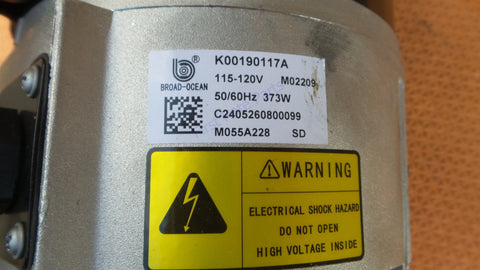 K00190117A
115-120V M02209
BROAD-OCEAN
50/60Hz 373W
C2405260800099
M055A228 SD
WARNING
ELECTRICAL SHOCK HAZARD
DO NOT OPEN
HIGH VOLTAGE INSIDE